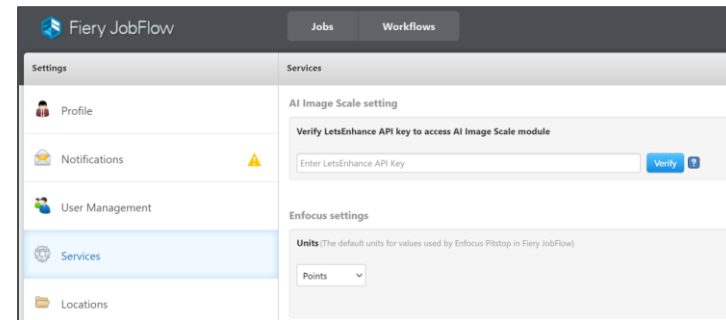 Fiery JobFlow
Jobs Workflows
Settings
Services
Profile
Notifications
User Management
Services
Locations
AI Image Scale setting
Verify LetsEnhance API key to access AI Image Scale module
Enter LetsEnhance API Key
Verify ?
Enfocus settings
Units (The default units for values used by Enfocus Pitstop in Fiery JobFlow)
Points